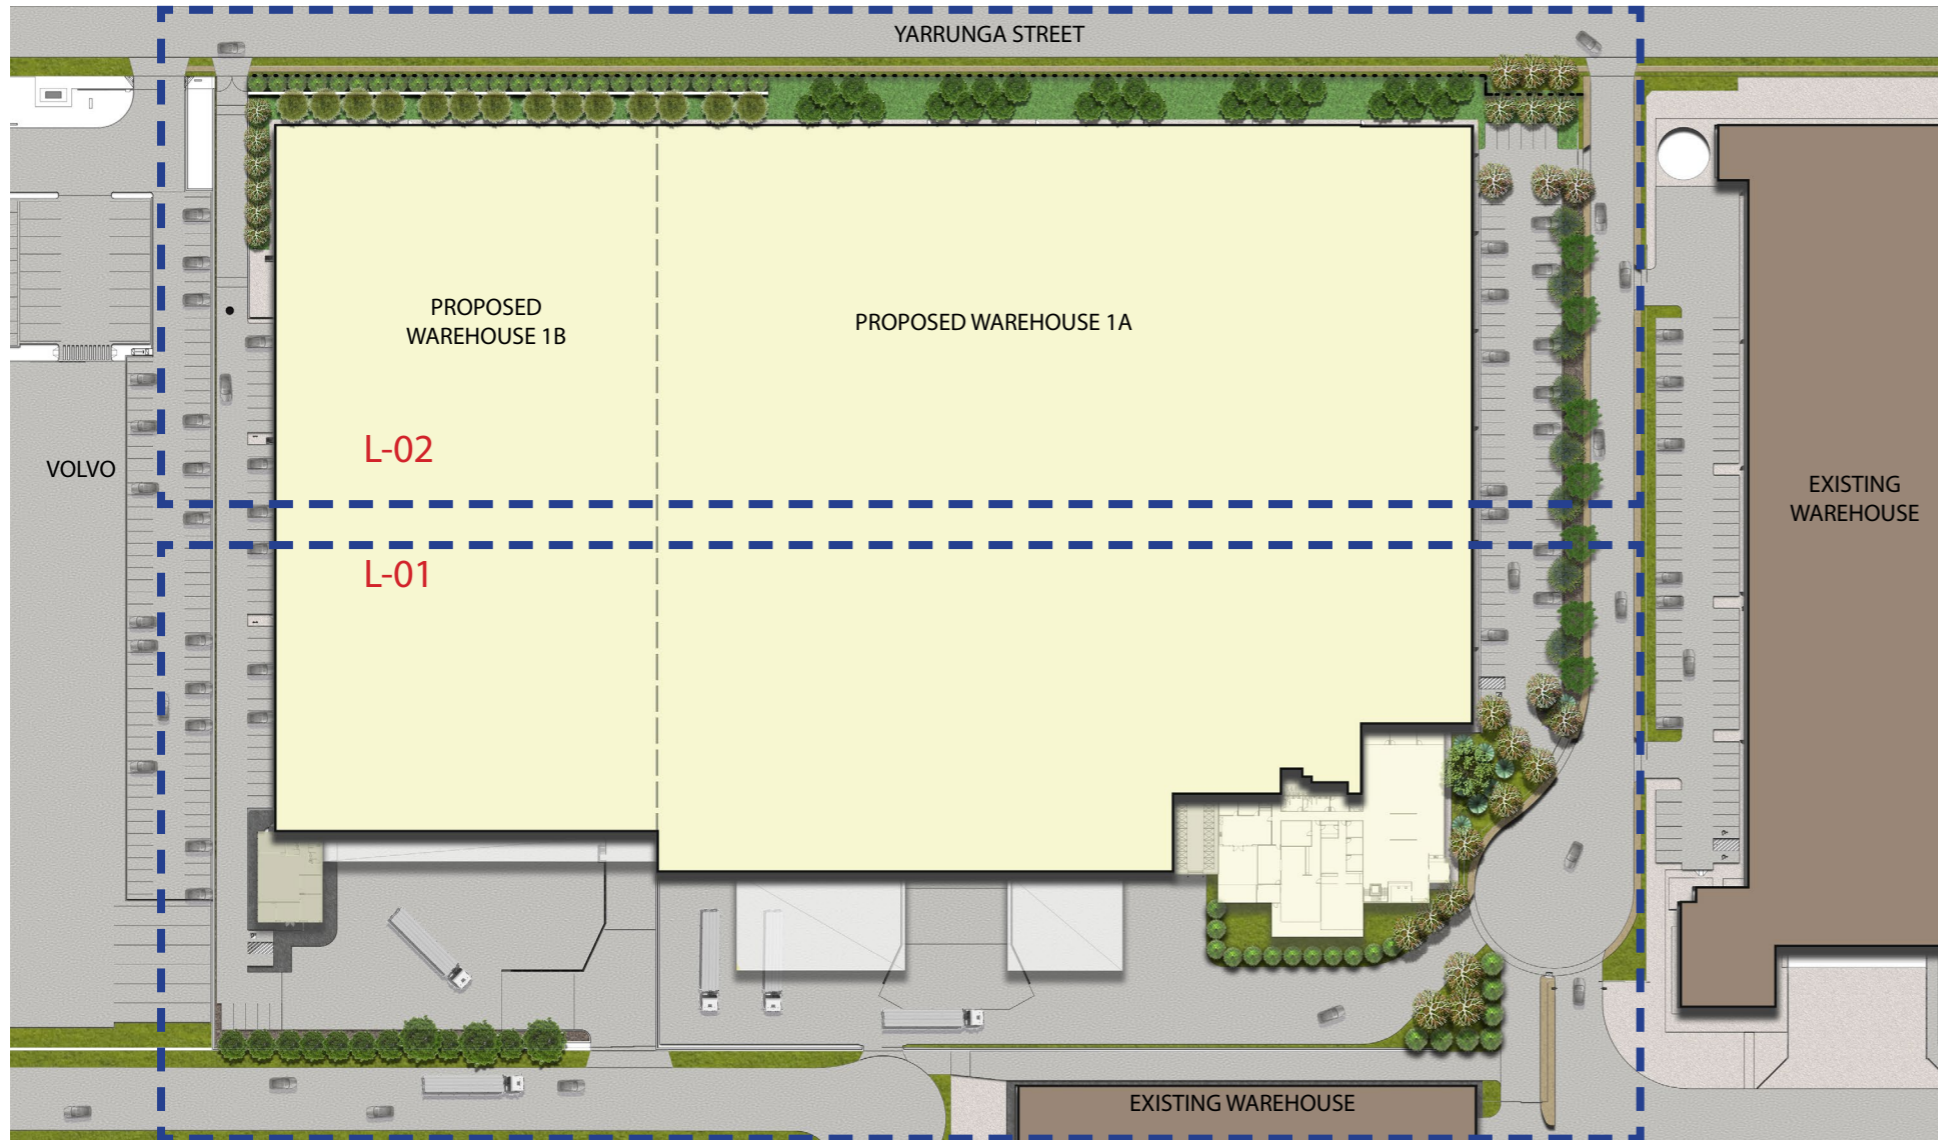 YARRUNGA STREET
PROPOSED
WAREHOUSE 1B
PROPOSED WAREHOUSE 1A
L-02
VOLVO
EXISTING
WAREHOUSE
L-01
EXISTING WAREHOUSE